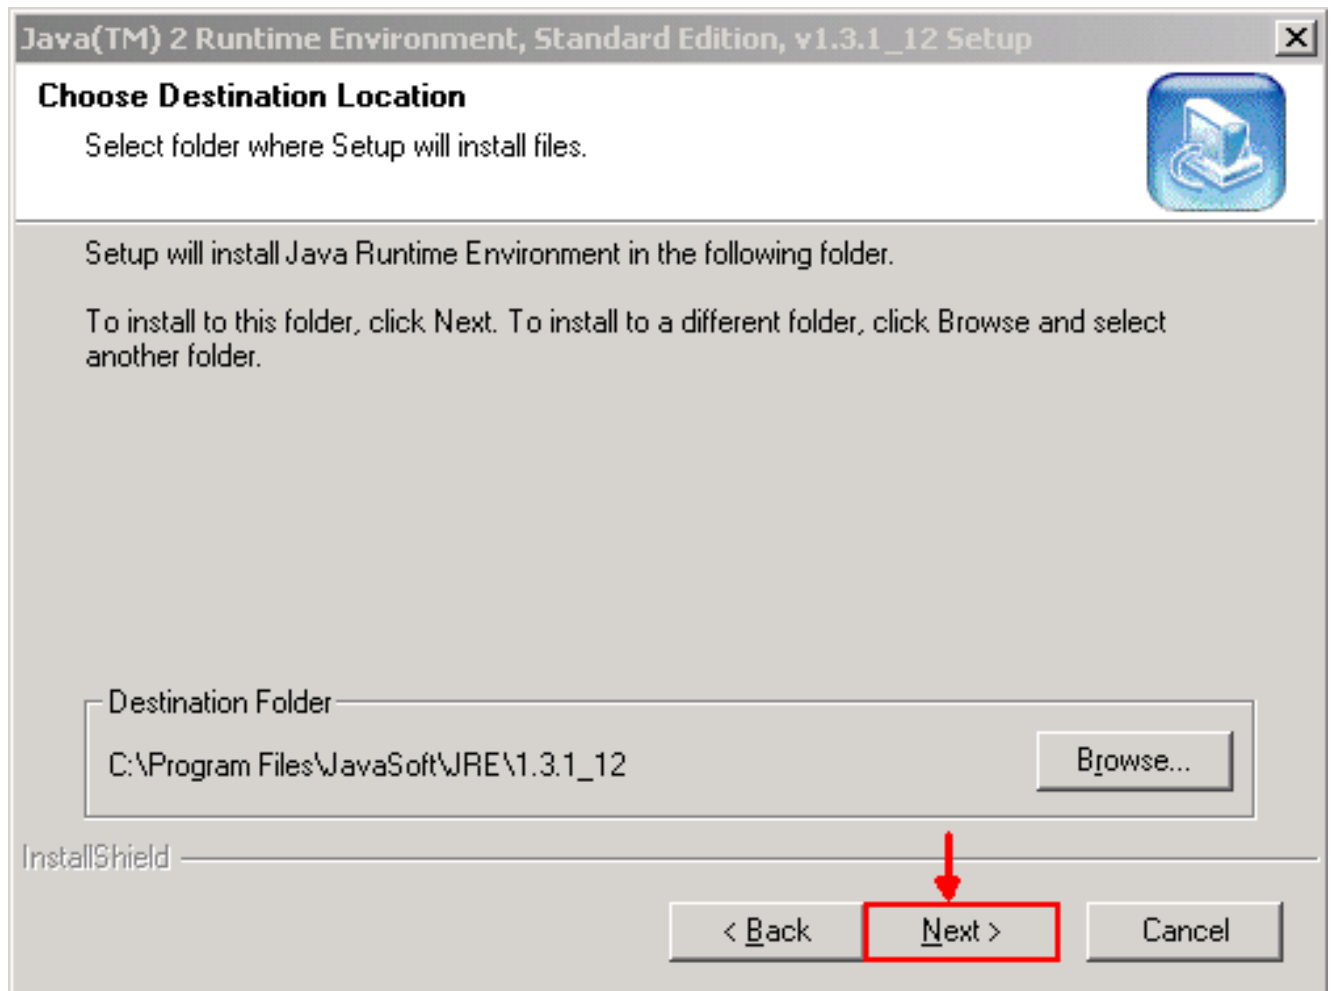 Java(TM) 2 Runtime Environment, Standard Edition, v1.3.1_12 Setup
Choose Destination Location
Select folder where Setup will install files.
Setup will install Java Runtime Environment in the following folder.
To install to this folder, click Next. To install to a different folder, click Browse and select
another folder.
Destination Folder
C:\Program Files\JavaSoft\JRE\1.3.1_12
Browse...
InstallShield
< Back
Next >
Cancel